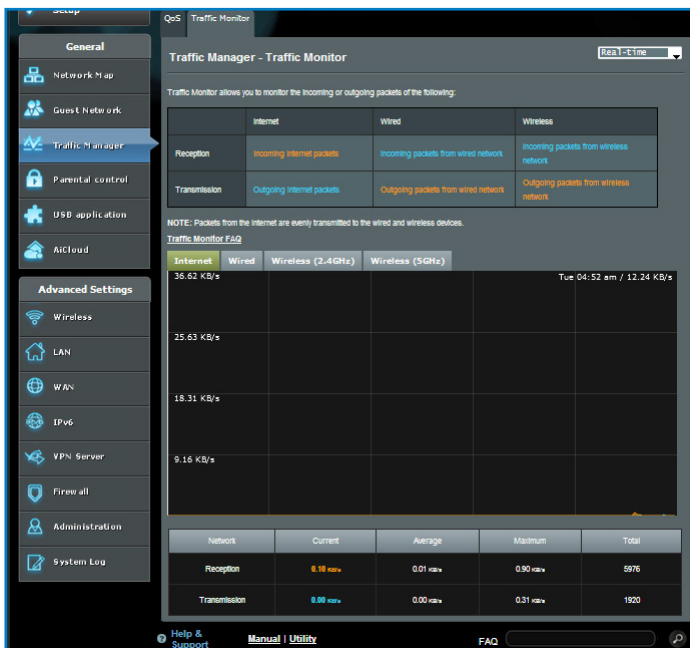 Setup
QoS Traffic Monitor
General
Network Map
Guest Network
Traffic Manager
Parental control
USB application
AiCloud
Advanced Settings
Wireless
LAN
WAN
IPv6
VPN Server
Firewall
Administration
System Log
Traffic Manager - Traffic Monitor
Real-time
Traffic Monitor allows you to monitor the incoming or outgoing packets of the following:
Internet Wired Wireless
Reception Incoming Internet packets Incoming packets from wired network Incoming packets from wireless network
Transmission Outgoing Internet packets Outgoing packets from wired network Outgoing packets from wireless network
NOTE: Packets from the Internet are evenly transmitted to the wired and wireless devices.
Traffic Monitor FAQ
Internet Wired Wireless (2.4GHz) Wireless (5GHz)
36.62 KB/s Tue 04:52 am / 12.24 KB/s
25.63 KB/s
18.31 KB/s
9.16 KB/s
Network Current Average Maximum Total
Reception 0.10 KB/s 0.01 KB/s 0.90 KB/s 5976
Transmission 0.00 KB/s 0.00 KB/s 0.31 KB/s 1920
Help & Support Manual | Utility FAQ